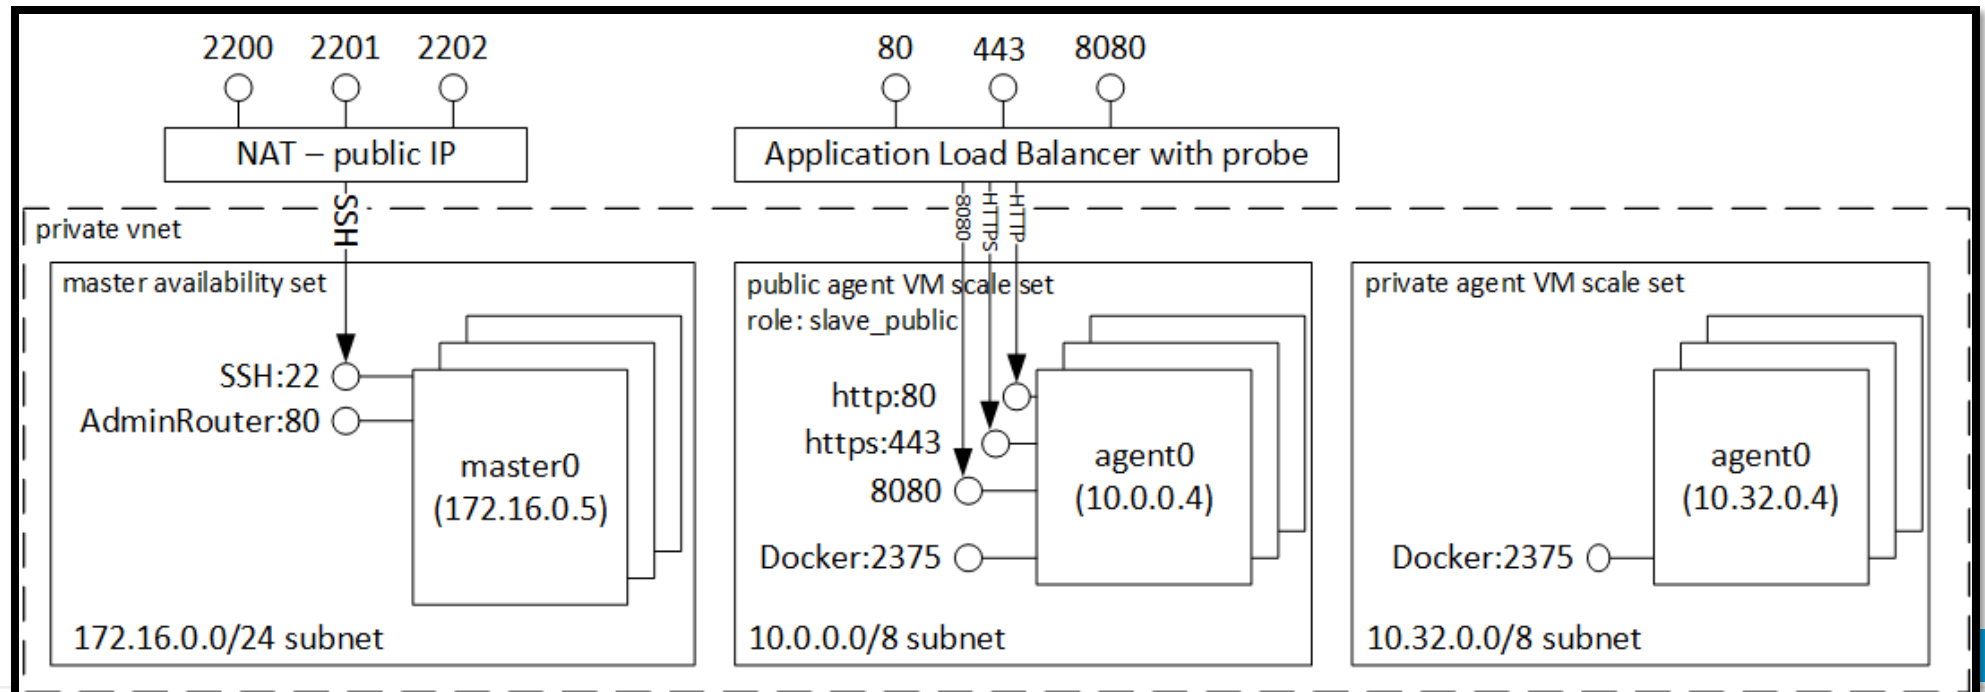 2200 2201 2202
NAT – public IP
SSH
80 443 8080
Application Load Balancer with probe
8080
HTTPS
HTTP
private vnet
master availability set
SSH:22
AdminRouter:80
master0
(172.16.0.5)
172.16.0.0/24 subnet
public agent VM scale set
role: slave_public
http:80
https:443
8080
Docker:2375
agent0
(10.0.0.4)
10.0.0.0/8 subnet
private agent VM scale set
agent0
(10.32.0.4)
Docker:2375
10.32.0.0/8 subnet